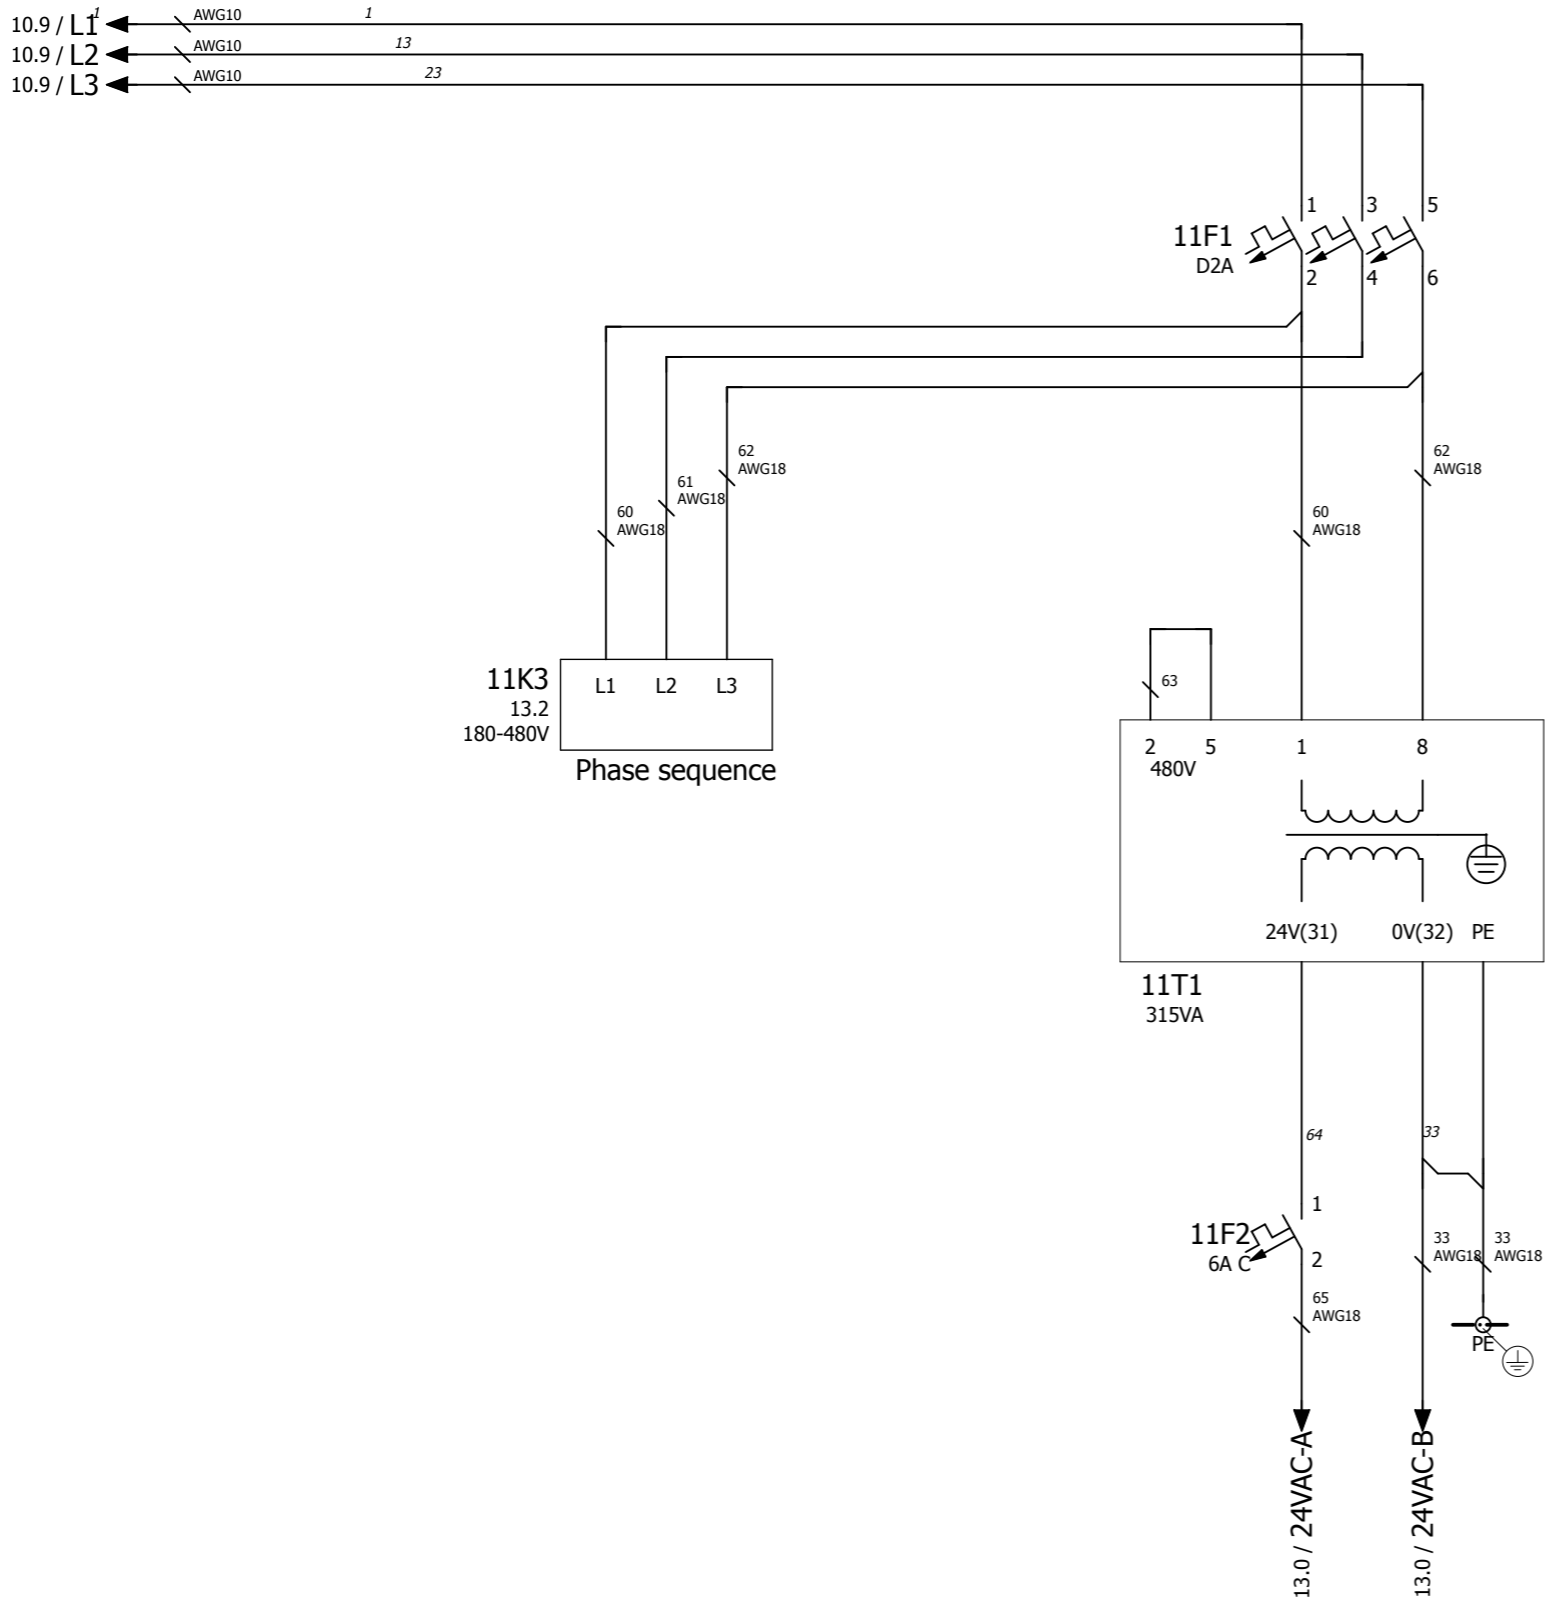 1
10.9 / L1 AWG10 1
10.9 / L2 AWG10 13
10.9 / L3 AWG10 23
1 3 5
11F1
D2A
2 4 6
62
AWG18
61
AWG18
60
AWG18
62
AWG18
60
AWG18
11K3
13.2
180-480V
L1 L2 L3
Phase sequence
63
2 5 1 8
480V
24V(31) 0V(32) PE
11T1
315VA
64 33
1
11F2
6A C
2
33
AWG18
33
AWG18
65
AWG18
PE
13.0 / 24VAC-A
13.0 / 24VAC-B